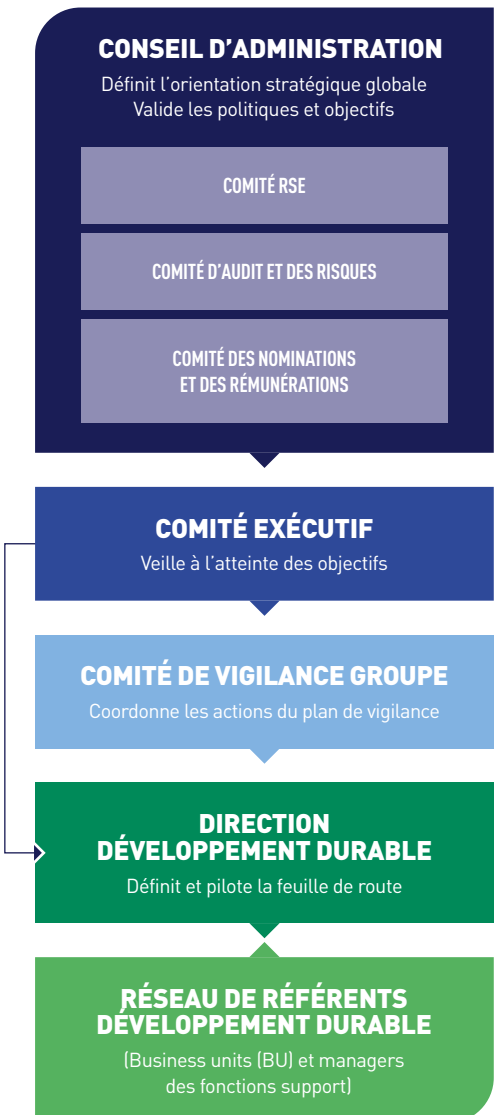 CONSEIL D'ADMINISTRATION
Définit l'orientation stratégique globale
Valide les politiques et objectifs
COMITÉ RSE
COMITÉ D'AUDIT ET DES RISQUES
COMITÉ DES NOMINATIONS
ET DES RÉMUNÉRATIONS
COMITÉ EXÉCUTIF
Veille à l'atteinte des objectifs
COMITÉ DE VIGILANCE GROUPE
Coordonne les actions du plan de vigilance
DIRECTION
DÉVELOPPEMENT DURABLE
Définit et pilote la feuille de route
RÉSEAU DE RÉFÉRENTS
DÉVELOPPEMENT DURABLE
(Business units (BU) et managers
des fonctions support)